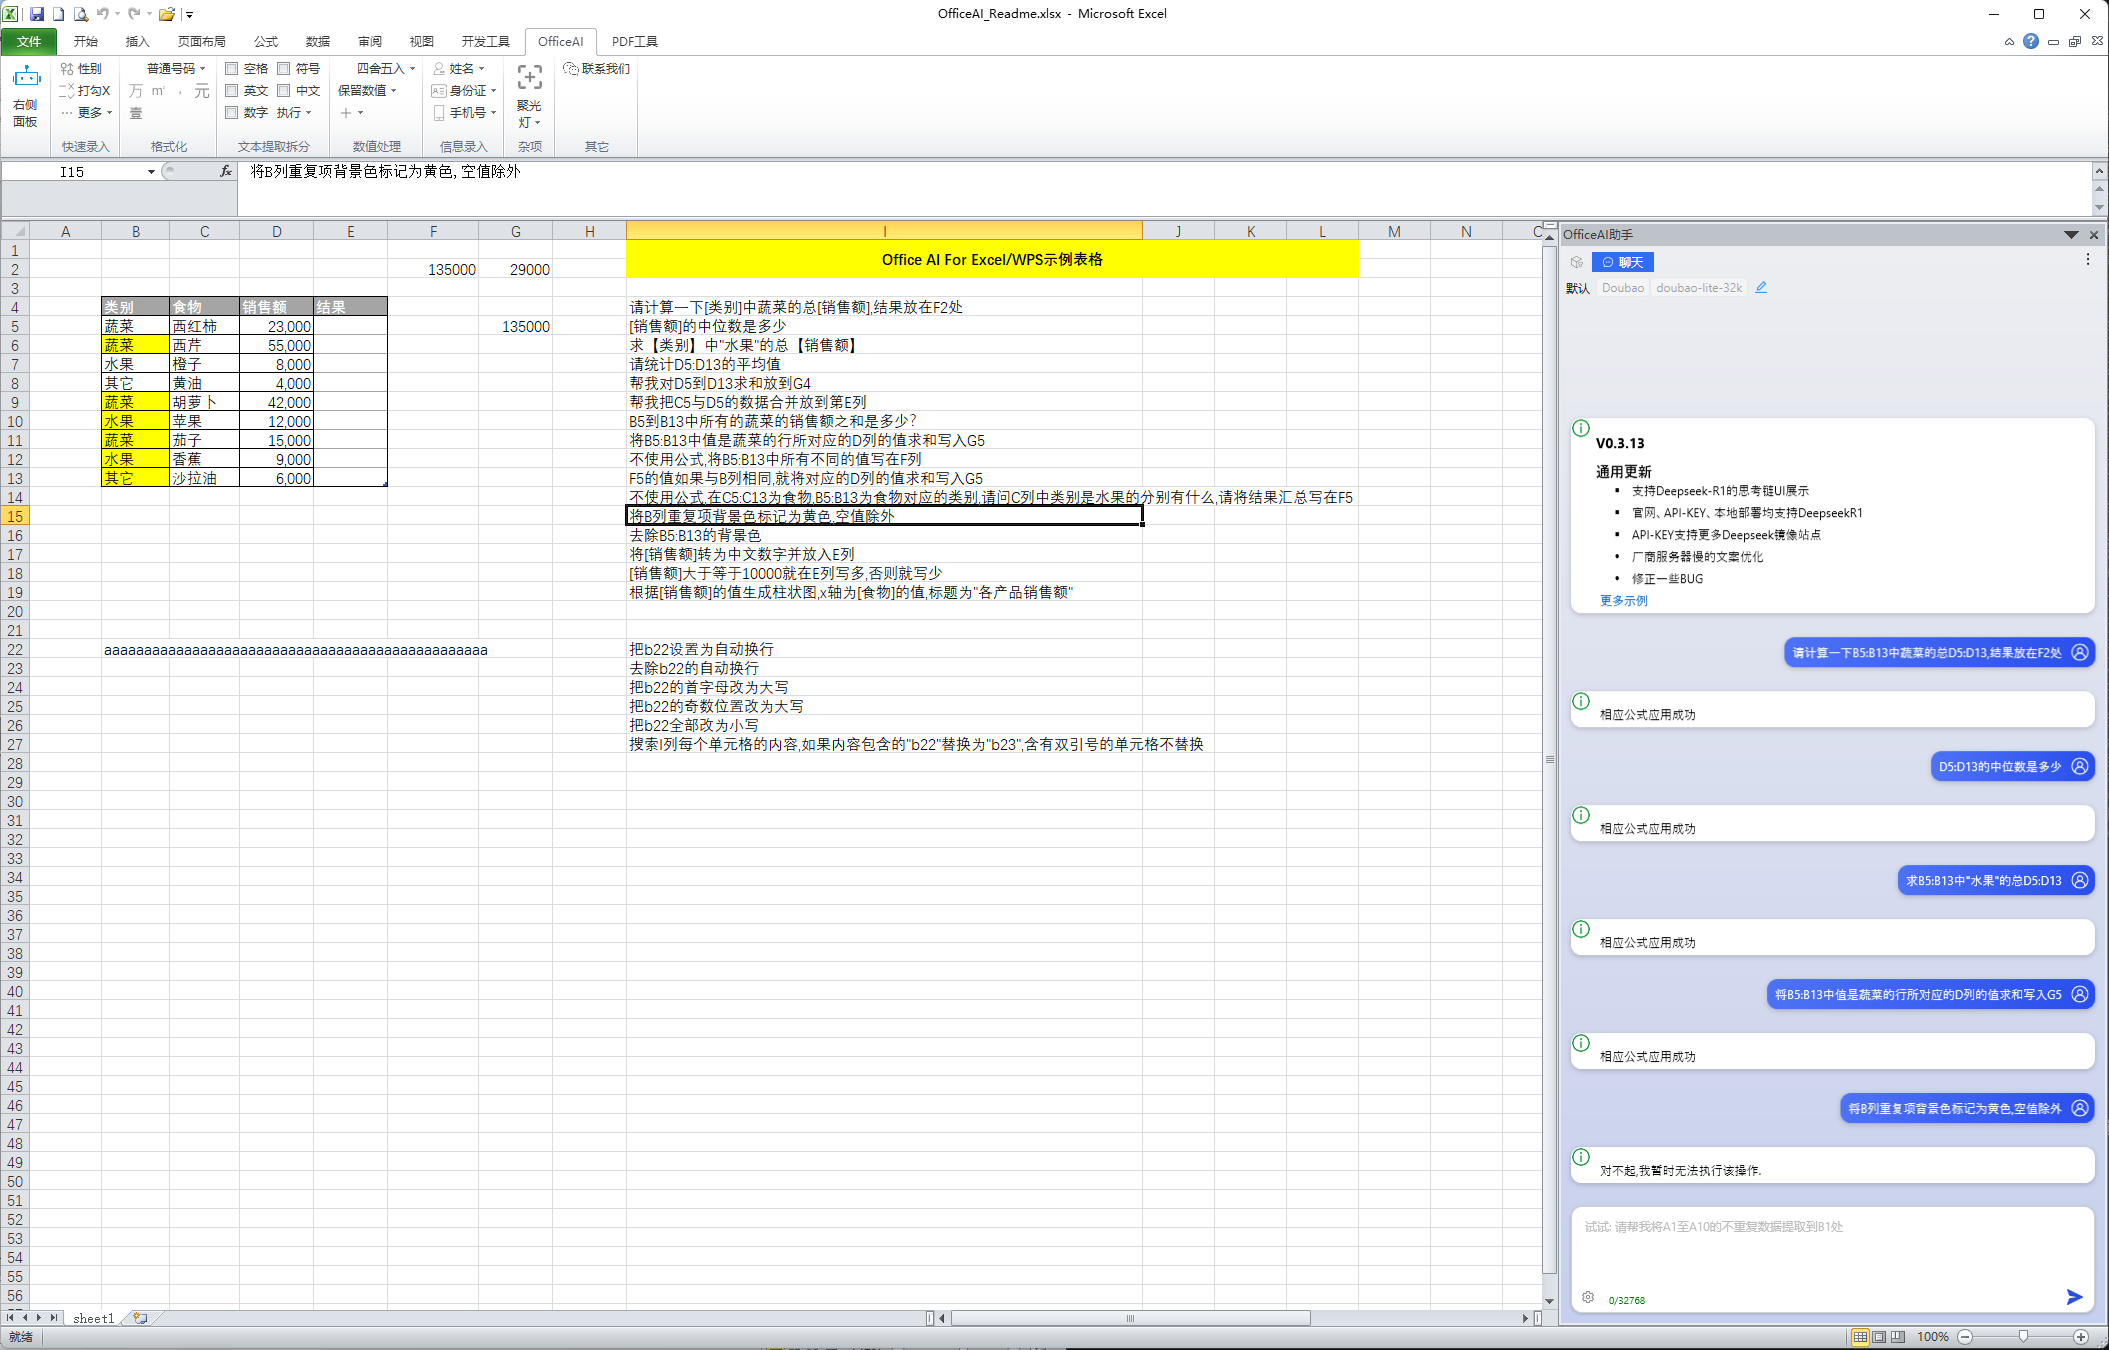 OfficeAI_Readme.xlsx - Microsoft Excel
文件 开始 插入 页面布局 公式 数据 审阅 视图 开发工具 OfficeAI PDF工具
右侧面板
性别
打勾X
更多
快速录入
普通号码
万 m² , 元
壹
格式化
空格 符号
英文 中文
数字 执行
文本提取拆分
四舍五入
保留数值
数值处理
姓名
身份证
手机号
信息录入
聚光灯
杂项
联系我们
其它
I15 fx 将B列重复项背景色标记为黄色,空值除外
A B C D E F G H I J K L M N
1 Office AI For Excel/WPS示例表格
2 135000 29000
3
4 类别 食物 销售额 结果 请计算一下[类别]中蔬菜的总[销售额],结果放在F2处
5 蔬菜 西红柿 23,000 135000 [销售额]的中位数是多少
6 蔬菜 西芹 55,000 求【类别】中"水果"的总【销售额】
7 水果 橙子 8,000 请统计D5:D13的平均值
8 其它 黄油 4,000 帮我对D5到D13求和放到G4
9 蔬菜 胡萝卜 42,000 帮我把C5与D5的数据合并放到第E列
10 水果 苹果 12,000 B5到B13中所有的蔬菜的销售额之和是多少?
11 蔬菜 茄子 15,000 将B5:B13中值是蔬菜的行所对应的D列的值求和写入G5
12 水果 香蕉 9,000 不使用公式,将B5:B13中所有不同的值写在F列
13 其它 沙拉油 6,000 F5的值如果与B列相同,就将对应的D列的值求和写入G5
14 不使用公式,在C5:C13为食物,B5:B13为食物对应的类别,请问C列中类别是水果的分别有什么,请将结果汇总写在F5
15 将B列重复项背景色标记为黄色,空值除外
16 去除B5:B13的背景色
17 将[销售额]转为中文数字并放入E列
18 [销售额]大于等于10000就在E列写多,否则就写少
19 根据[销售额]的值生成柱状图,x轴为[食物]的值,标题为"各产品销售额"
20
21
22 aaaaaaaaaaaaaaaaaaaaaaaaaaaaaaaaaaaaaaaaaaaaaaaa 把b22设置为自动换行
23 去除b22的自动换行
24 把b22的首字母改为大写
25 把b22的奇数位置改为大写
26 把b22全部改为小写
27 搜索I列每个单元格的内容,如果内容包含的"b22"替换为"b23",含有双引号的单元格不替换
28
29
30
31
32
33
34
35
36
37
38
39
40
41
42
43
44
45
46
47
48
49
50
51
52
53
54
55
56
sheet1
就绪
100%
OfficeAI助手
聊天
默认 Doubao doubao-lite-32k
V0.3.13
通用更新
支持Deepseek-R1的思考链UI展示
官网、API-KEY、本地部署均支持DeepseekR1
API-KEY支持更多Deepseek镜像站点
厂商服务器慢的文案优化
修正一些BUG
更多示例
请计算一下B5:B13中蔬菜的总D5:D13,结果放在F2处
相应公式应用成功
D5:D13的中位数是多少
相应公式应用成功
求B5:B13中"水果"的总D5:D13
相应公式应用成功
将B5:B13中值是蔬菜的行所对应的D列的值求和写入G5
相应公式应用成功
将B列重复项背景色标记为黄色,空值除外
对不起,我暂时无法执行该操作.
试试: 请帮我将A1至A10的不重复数据提取到B1处
0/32768